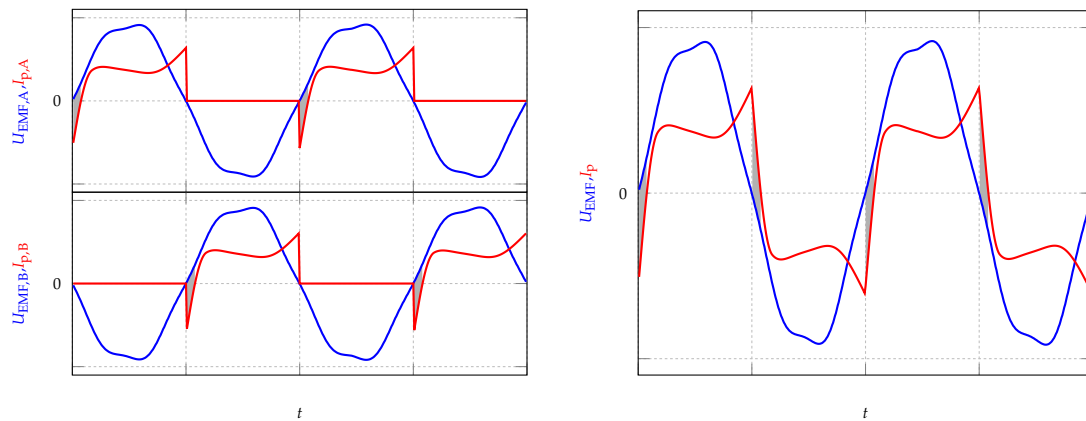 U_EMF,A, I_p,A
0
U_EMF,B, I_p,B
0
t
U_EMF, I_p
0
t